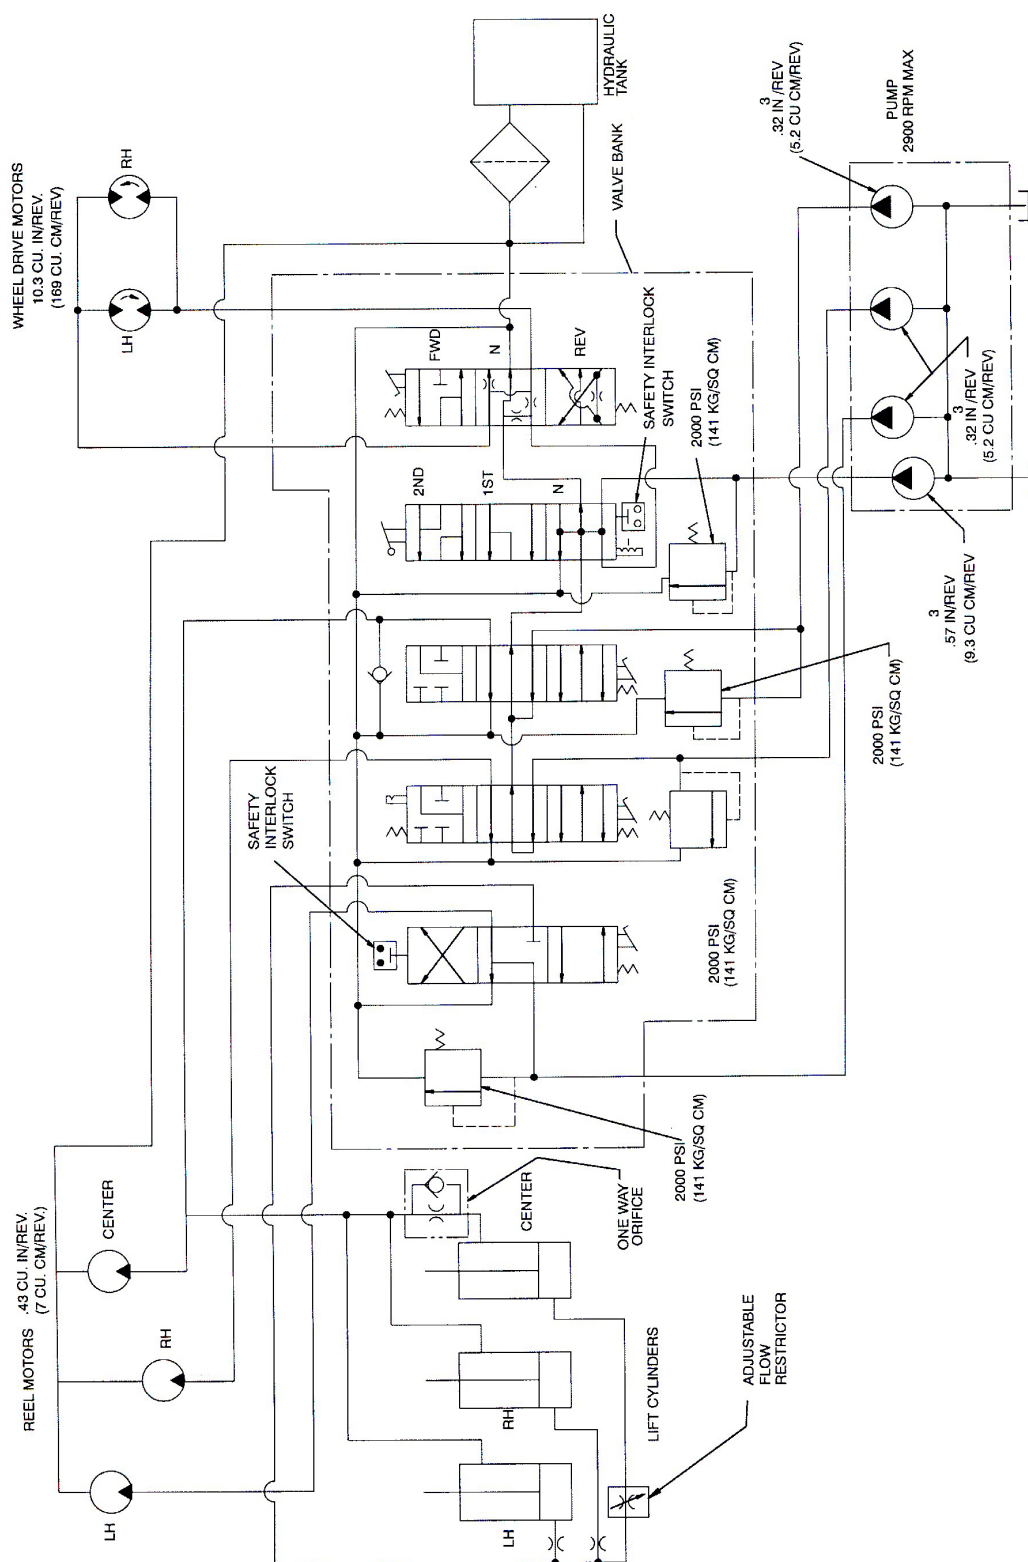 WHEEL DRIVE MOTORS
10.3 CU. IN/REV.
(169 CU. CM/REV)
LH
RH
HYDRAULIC
TANK
VALVE BANK
3
.32 IN /REV
(5.2 CU CM/REV)
PUMP
2900 RPM MAX
FWD
N
REV
2ND
1ST
N
SAFETY INTERLOCK
SWITCH
2000 PSI
(141 KG/SQ CM)
3
.32 IN /REV
(5.2 CU CM/REV)
3
.57 IN/REV
(9.3 CU CM/REV
2000 PSI
(141 KG/SQ CM)
SAFETY
INTERLOCK
SWITCH
2000 PSI
(141 KG/SQ CM)
2000 PSI
(141 KG/SQ CM)
REEL MOTORS .43 CU. IN/REV.
(7 CU. CM/REV.)
CENTER
RH
LH
ONE WAY
ORIFICE
CENTER
RH
LH
LIFT CYLINDERS
ADJUSTABLE
FLOW
RESTRICTOR